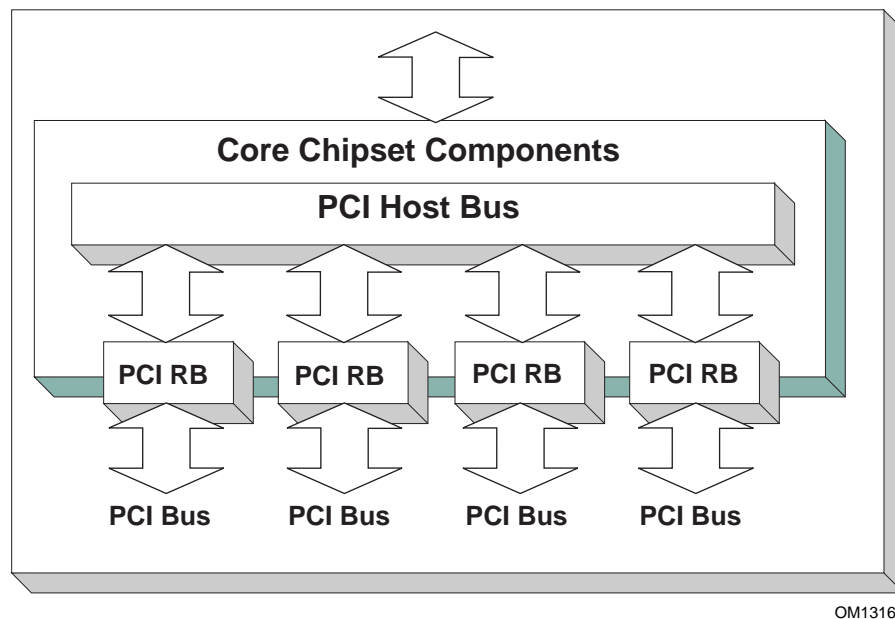 Core Chipset Components
PCI Host Bus
PCI RB PCI RB PCI RB PCI RB
PCI Bus PCI Bus PCI Bus PCI Bus
OM1316